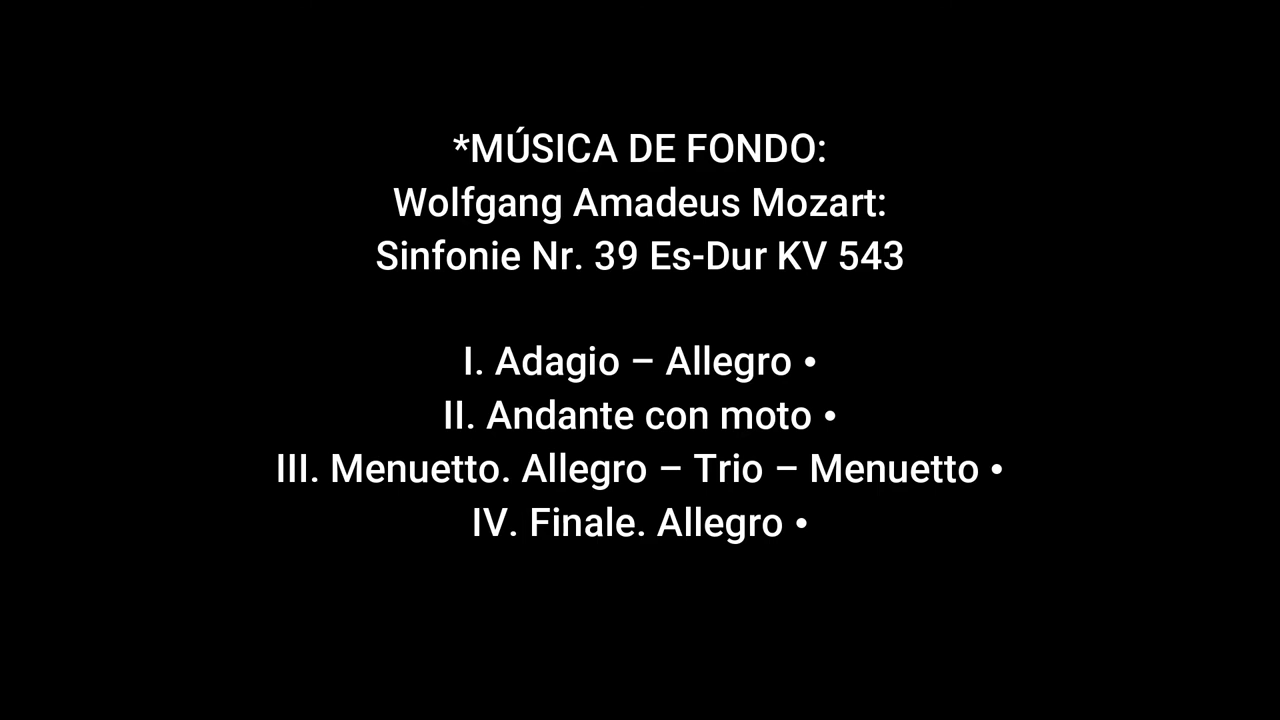 *MÚSICA DE FONDO:
Wolfgang Amadeus Mozart:
Sinfonie Nr. 39 Es-Dur KV 543
I. Adagio – Allegro •
II. Andante con moto •
III. Menuetto. Allegro – Trio – Menuetto •
IV. Finale. Allegro •